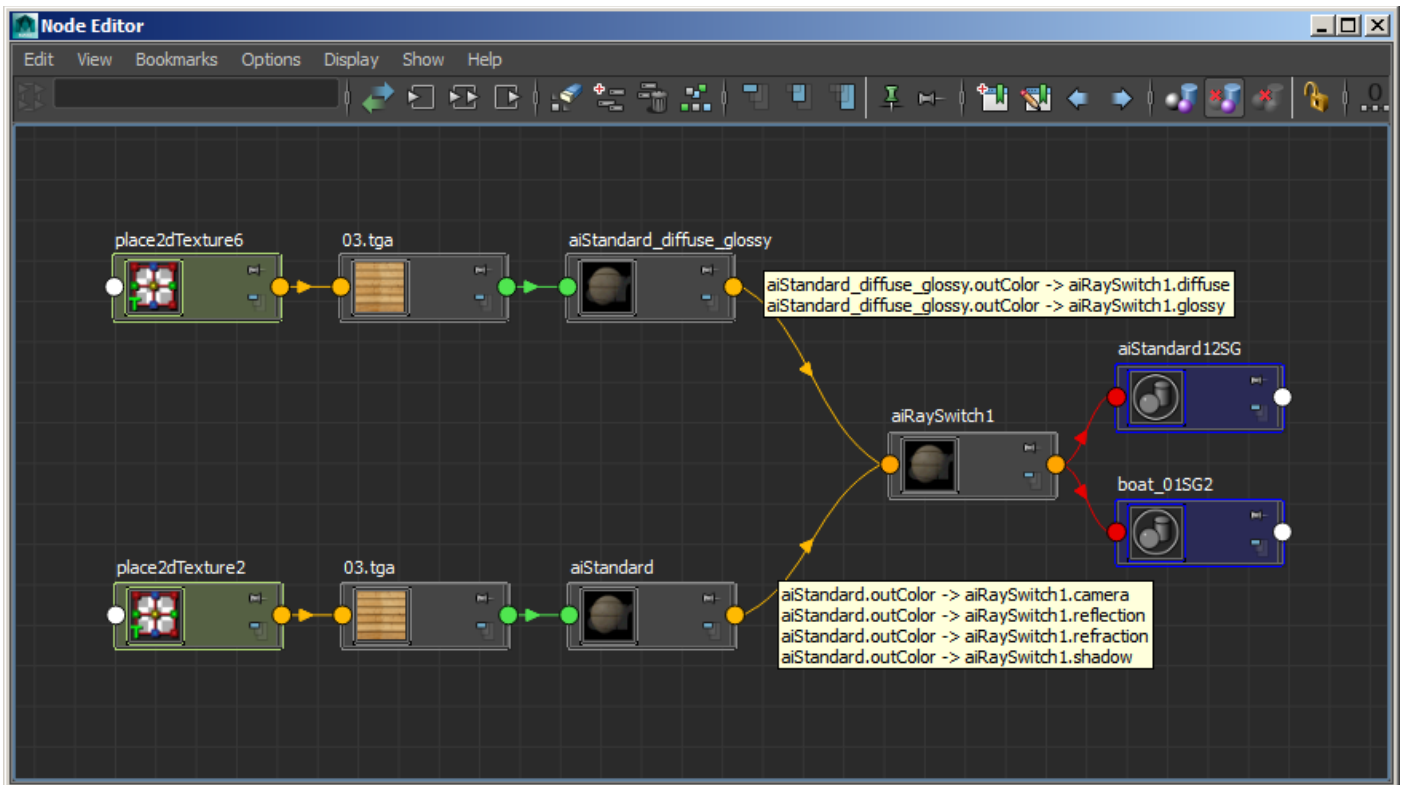 Node Editor
Edit View Bookmarks Options Display Show Help
.0
place2dTexture6 03.tga aiStandard_diffuse_glossy
aiStandard_diffuse_glossy.outColor -> aiRaySwitch1.diffuse
aiStandard_diffuse_glossy.outColor -> aiRaySwitch1.glossy
aiStandard12SG
aiRaySwitch1
boat_01SG2
place2dTexture2 03.tga aiStandard
aiStandard.outColor -> aiRaySwitch1.camera
aiStandard.outColor -> aiRaySwitch1.reflection
aiStandard.outColor -> aiRaySwitch1.refraction
aiStandard.outColor -> aiRaySwitch1.shadow